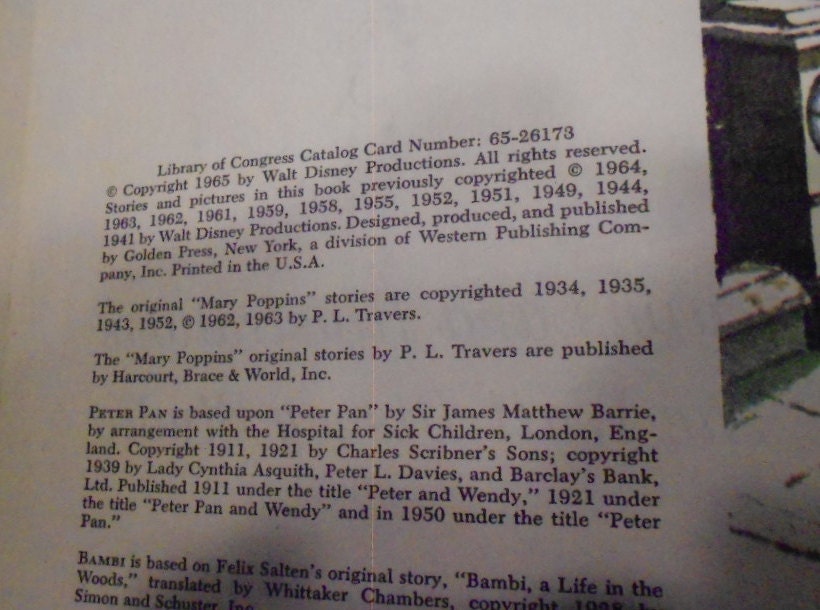 Library of Congress Catalog Card Number: 65-26173
© Copyright 1965 by Walt Disney Productions. All rights reserved.
Stories and pictures in this book previously copyrighted © 1964,
1963, 1962, 1961, 1959, 1958, 1955, 1952, 1951, 1949, 1944,
1941 by Walt Disney Productions. Designed, produced, and published
by Golden Press, New York, a division of Western Publishing Com-
pany, Inc. Printed in the U.S.A.
The original "Mary Poppins" stories are copyrighted 1934, 1935,
1943, 1952, © 1962, 1963 by P. L. Travers.
The "Mary Poppins" original stories by P. L. Travers are published
by Harcourt, Brace & World, Inc.
PETER PAN is based upon "Peter Pan" by Sir James Matthew Barrie,
by arrangement with the Hospital for Sick Children, London, Eng-
land. Copyright 1911, 1921 by Charles Scribner's Sons; copyright
1939 by Lady Cynthia Asquith, Peter L. Davies, and Barclay's Bank,
Ltd. Published 1911 under the title "Peter and Wendy," 1921 under
the title "Peter Pan and Wendy" and in 1950 under the title "Peter
Pan."
BAMBI is based on Felix Salten's original story, "Bambi, a Life in the
Woods," translated by Whittaker Chambers, copyright
Simon and Schuster, Inc.